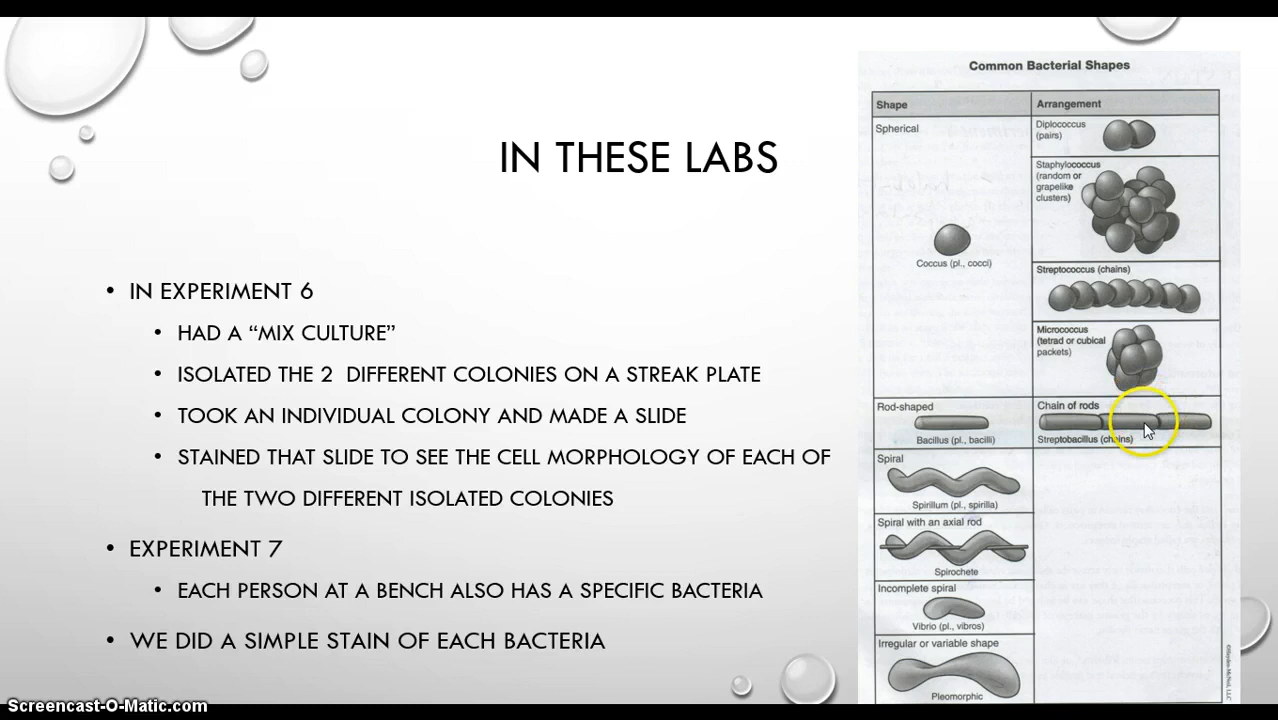 IN THESE LABS
• IN EXPERIMENT 6
• HAD A “MIX CULTURE”
• ISOLATED THE 2 DIFFERENT COLONIES ON A STREAK PLATE
• TOOK AN INDIVIDUAL COLONY AND MADE A SLIDE
• STAINED THAT SLIDE TO SEE THE CELL MORPHOLOGY OF EACH OF
THE TWO DIFFERENT ISOLATED COLONIES
• EXPERIMENT 7
• EACH PERSON AT A BENCH ALSO HAS A SPECIFIC BACTERIA
• WE DID A SIMPLE STAIN OF EACH BACTERIA
Common Bacterial Shapes
Shape
Arrangement
Spherical
Coccus (pl., cocci)
Diplococcus
(pairs)
Staphylococcus
(random or
grapelike
clusters)
Streptococcus (chains)
Micrococcus
(tetrad or cubical
packets)
Rod-shaped
Bacillus (pl., bacilli)
Chain of rods
Streptobacillus (chains)
Spiral
Spirillum (pl., spirilla)
Spiral with an axial rod
Spirochete
Incomplete spiral
Vibrio (pl., vibros)
Irregular or variable shape
Pleomorphic
Screencast-O-Matic.com